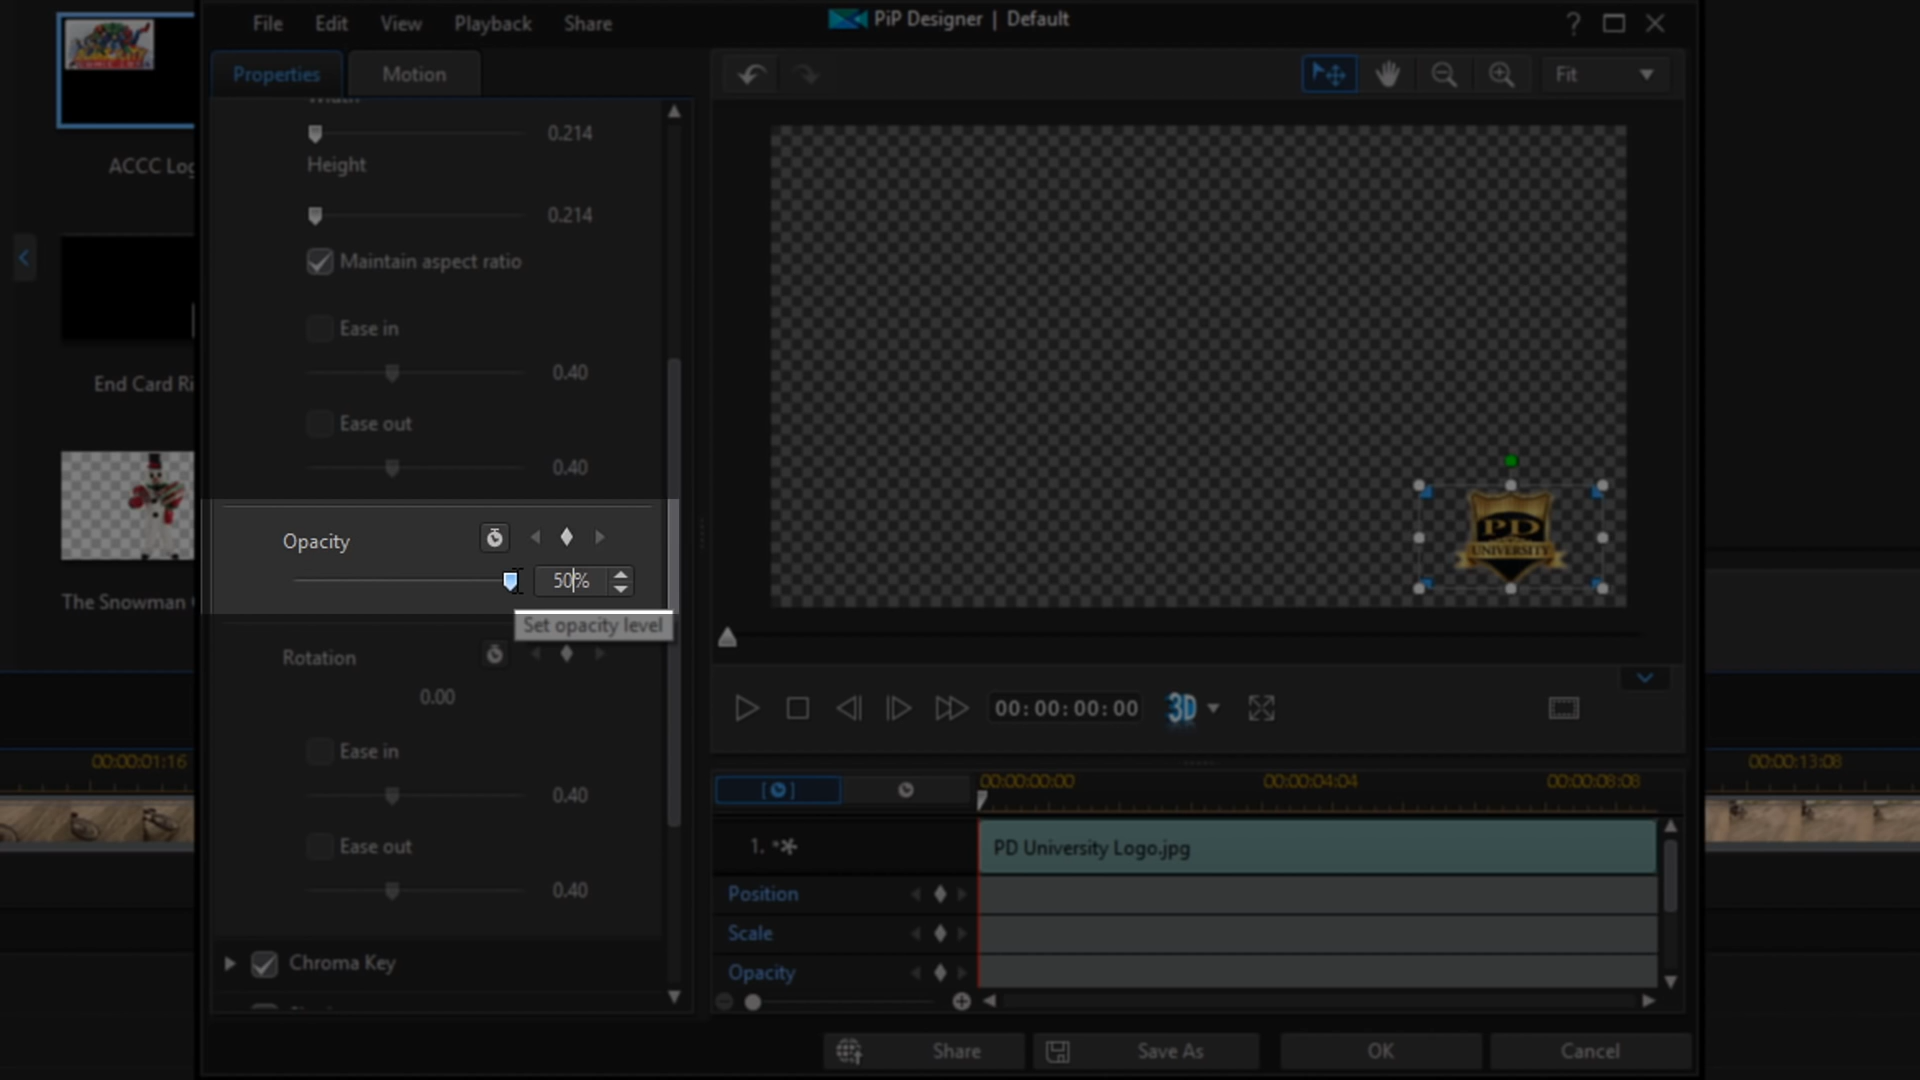 File Edit View Playback Share
PiP Designer | Default
?
Properties Motion
Fit
Width
0.214
Height
0.214
Maintain aspect ratio
Ease in
0.40
Ease out
0.40
Opacity
50%
Set opacity level
Rotation
0.00
Ease in
0.40
Ease out
0.40
Chroma Key
ACCC Log
End Card Ri
The Snowman
PD
UNIVERSITY
00:00:00:00
3D
00:00:01:16
00:00:00:00 00:00:04:04 00:00:08:08
00:00:13:08
1.
PD University Logo.jpg
Position
Scale
Opacity
Share Save As OK Cancel